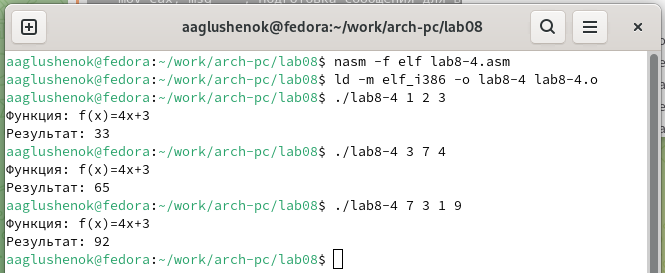 aaglushenok@fedora:~/work/arch-pc/lab08
aaglushenok@fedora:~/work/arch-pc/lab08$ nasm -f elf lab8-4.asm
aaglushenok@fedora:~/work/arch-pc/lab08$ ld -m elf_i386 -o lab8-4 lab8-4.o
aaglushenok@fedora:~/work/arch-pc/lab08$ ./lab8-4 1 2 3
Функция: f(x)=4x+3
Результат: 33
aaglushenok@fedora:~/work/arch-pc/lab08$ ./lab8-4 3 7 4
Функция: f(x)=4x+3
Результат: 65
aaglushenok@fedora:~/work/arch-pc/lab08$ ./lab8-4 7 3 1 9
Функция: f(x)=4x+3
Результат: 92
aaglushenok@fedora:~/work/arch-pc/lab08$